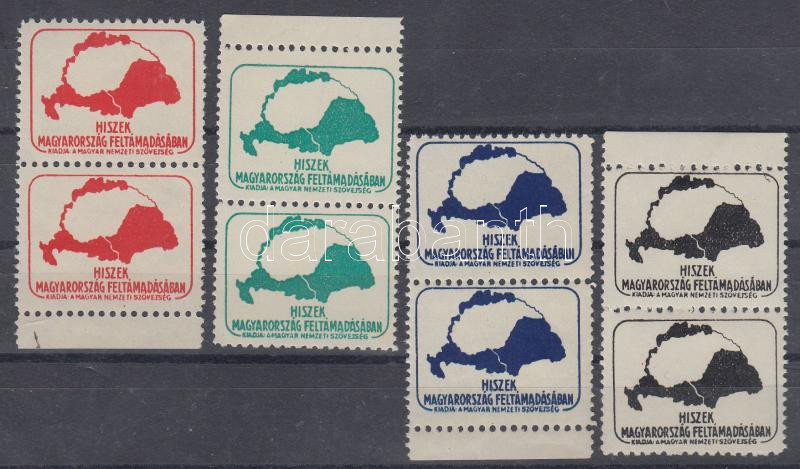 HISZEK
MAGYARORSZÁG FELTÁMADÁSÁBAN
KIADJA: A MAGYAR NEMZETI SZÖVETSÉG
HISZEK
MAGYARORSZÁG FELTÁMADÁSÁBAN
KIADJA: A MAGYAR NEMZETI SZÖVETSÉG
HISZEK
MAGYARORSZÁG FELTÁMADÁSÁBAN
KIADJA: A MAGYAR NEMZETI SZÖVETSÉG
HISZEK
MAGYARORSZÁG FELTÁMADÁSÁBAN
KIADJA: A MAGYAR NEMZETI SZÖVETSÉG
HISZEK
MAGYARORSZÁG FELTÁMADÁSÁBAN
KIADJA: A MAGYAR NEMZETI SZÖVETSÉG
HISZEK
MAGYARORSZÁG FELTÁMADÁSÁBAN
KIADJA: A MAGYAR NEMZETI SZÖVETSÉG
HISZEK
MAGYARORSZÁG FELTÁMADÁSÁBAN
KIADJA: A MAGYAR NEMZETI SZÖVETSÉG
HISZEK
MAGYARORSZÁG FELTÁMADÁSÁBAN
KIADJA: A MAGYAR NEMZETI SZÖVETSÉG
darabanth